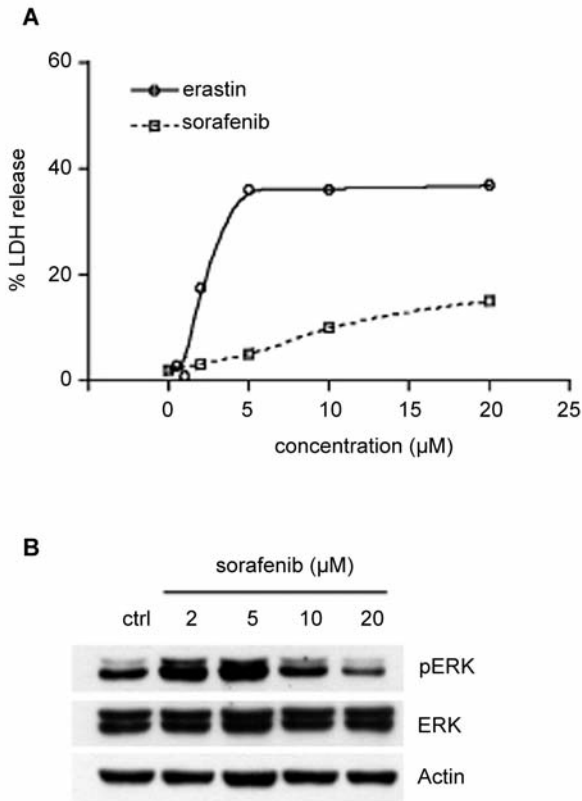 A
60
erastin
sorafenib
40
% LDH release
20
0
0 5 10 15 20 25
concentration (µM)
B
sorafenib (µM)
ctrl 2 5 10 20
pERK
ERK
Actin